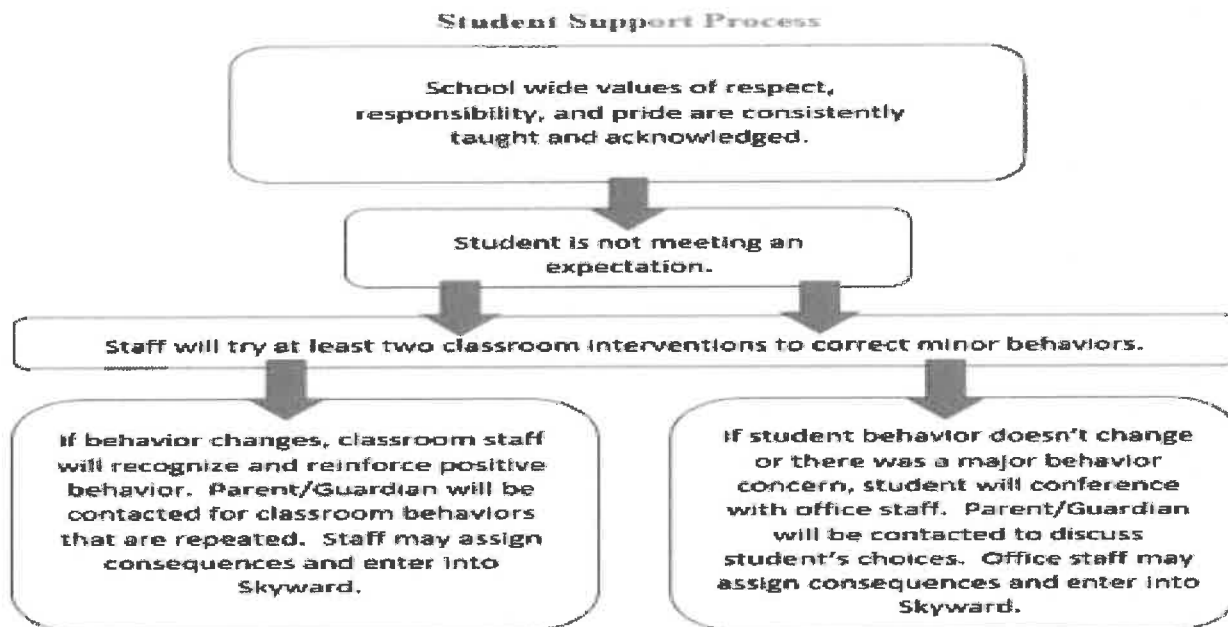 Student Support Process
School wide values of respect,
responsibility, and pride are consistently
taught and acknowledged.
Student is not meeting an
expectation.
Staff will try at least two classroom interventions to correct minor behaviors.
If behavior changes, classroom staff
will recognize and reinforce positive
behavior. Parent/Guardian will be
contacted for classroom behaviors
that are repeated. Staff may assign
consequences and enter into
Skyward.
If student behavior doesn't change
or there was a major behavior
concern, student will conference
with office staff. Parent/Guardian
will be contacted to discuss
student's choices. Office staff may
assign consequences and enter into
Skyward.